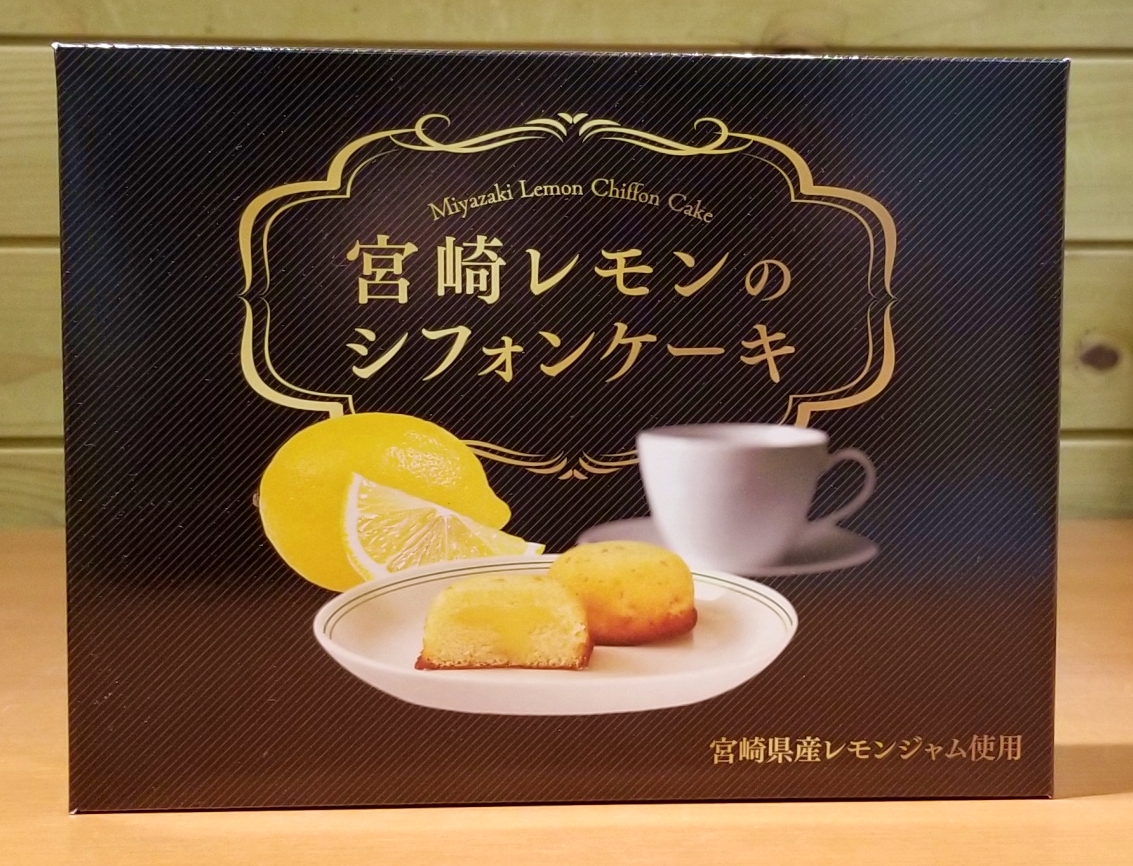 Miyazaki Lemon Chiffon Cake
宮崎レモンの
シフォンケーキ
宮崎県産レモンジャム使用